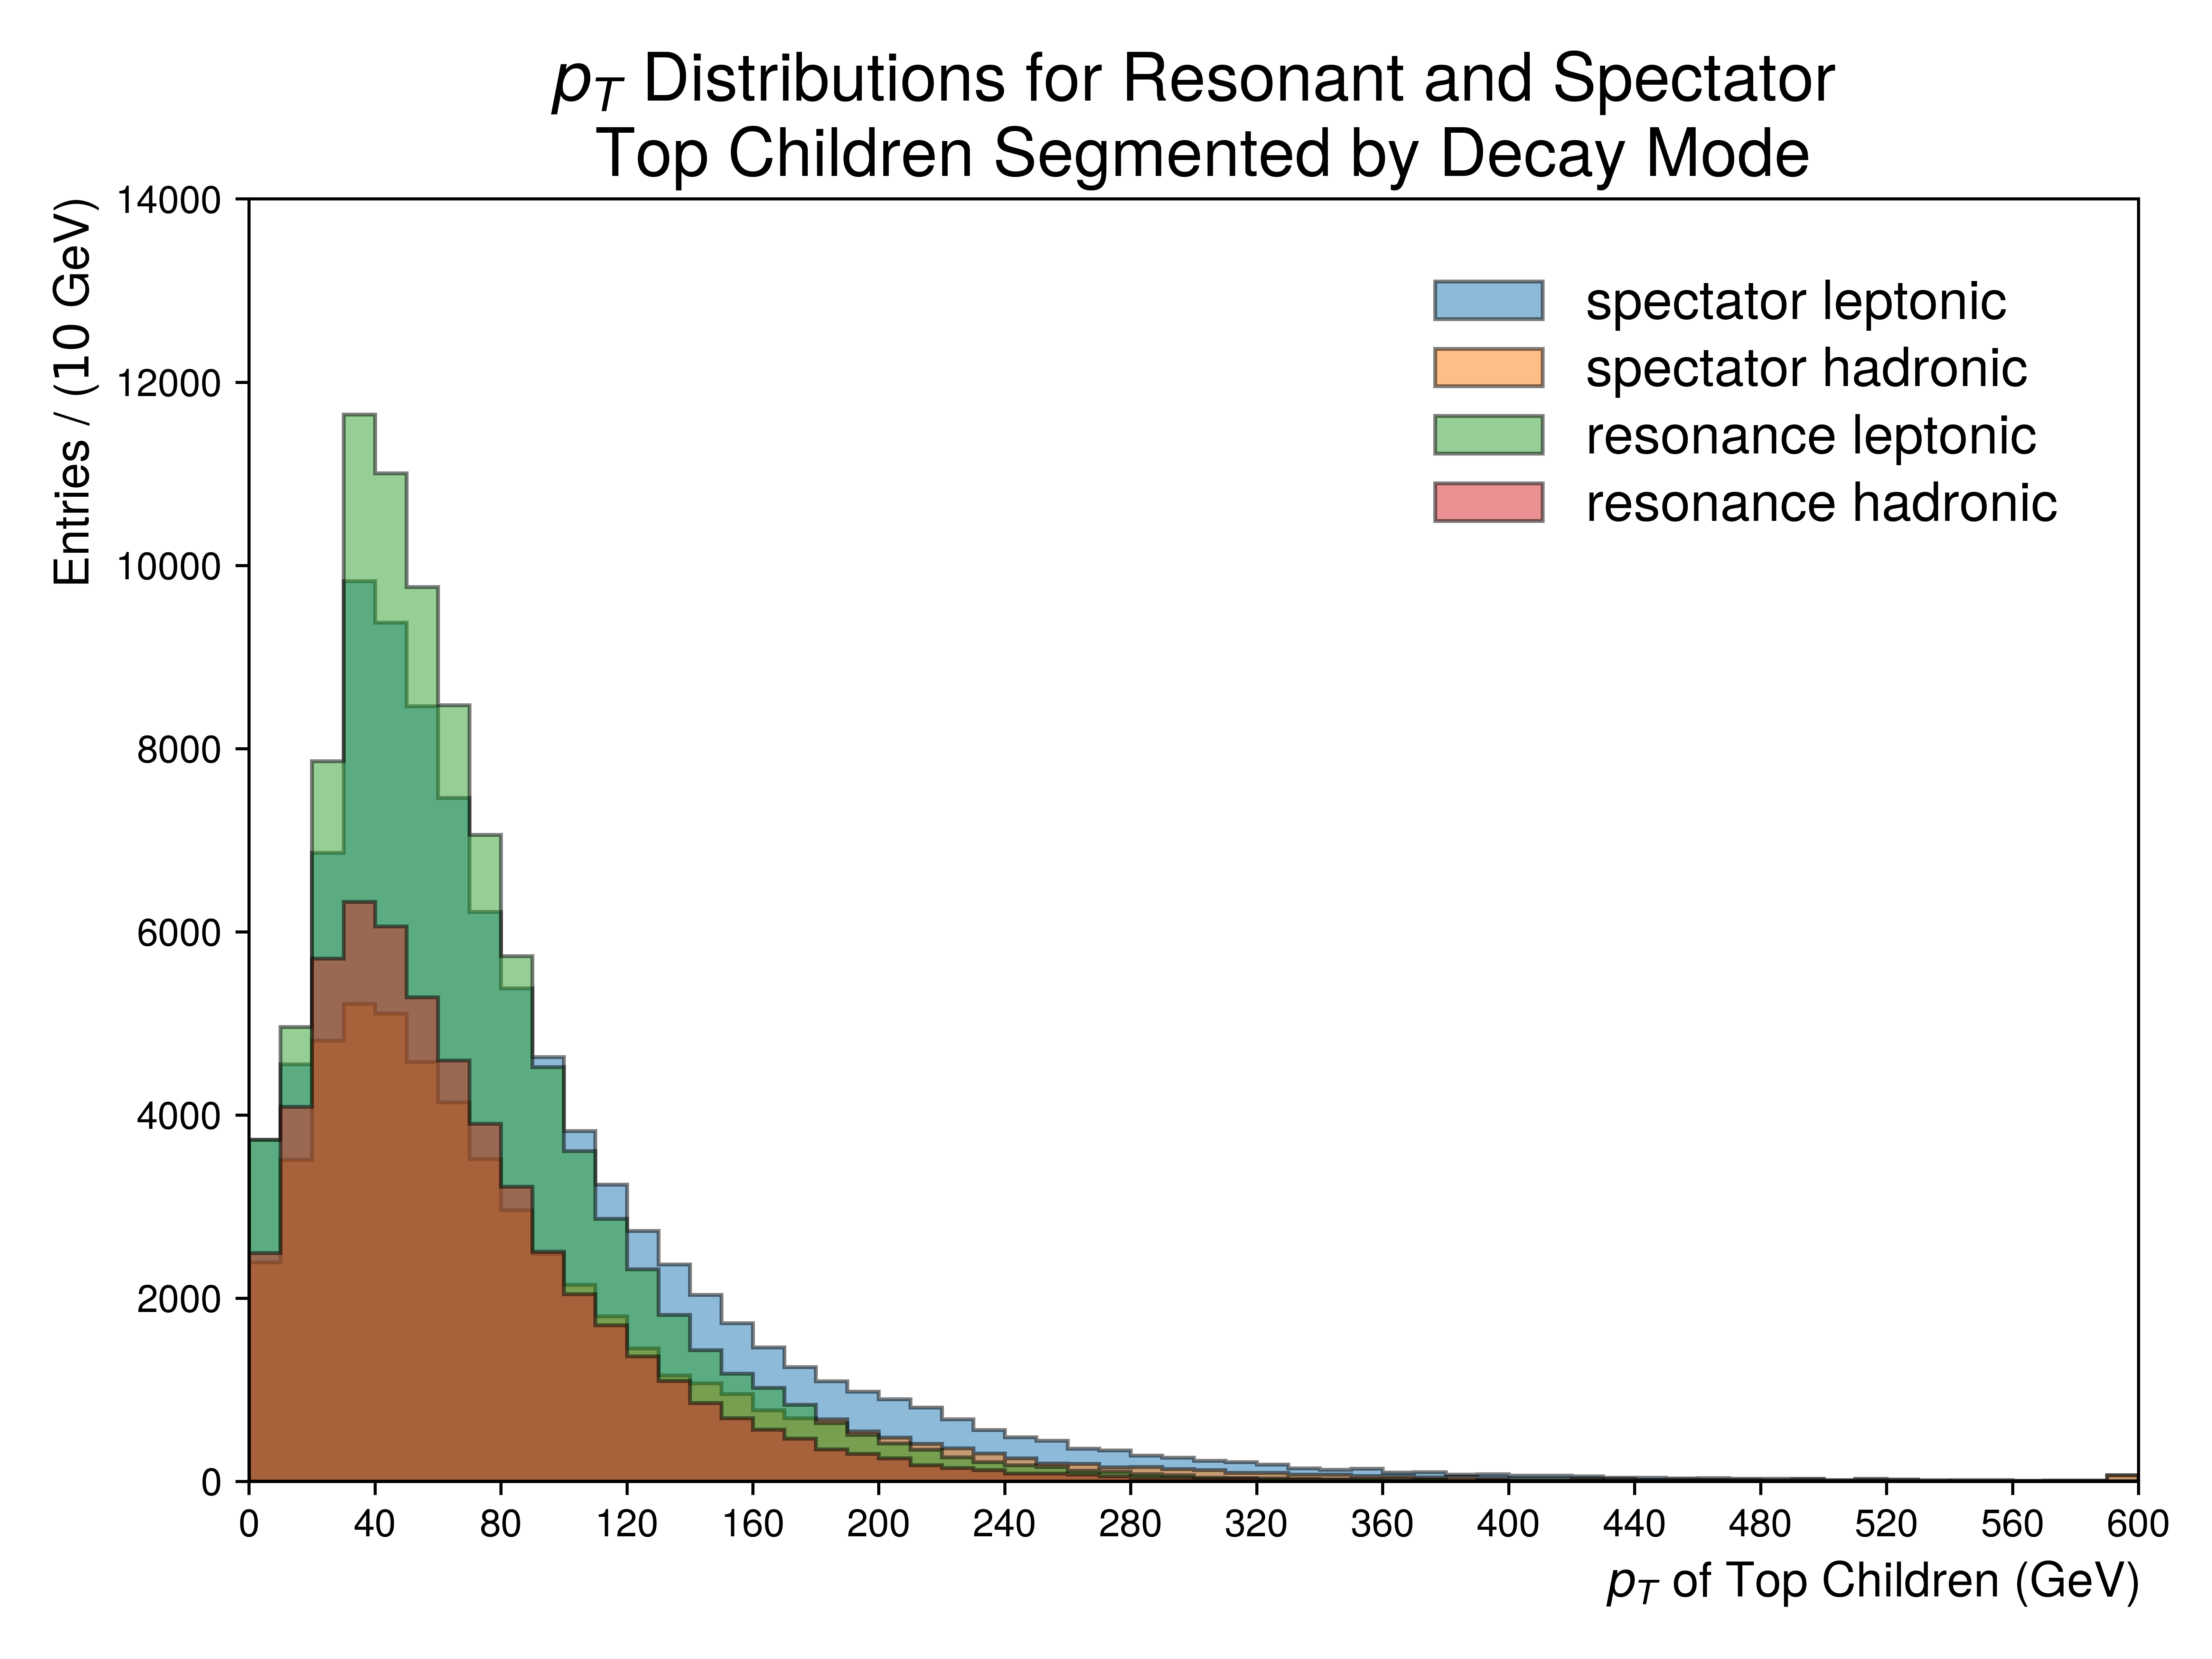 pT Distributions for Resonant and Spectator
Top Children Segmented by Decay Mode
Entries / (10 GeV)
14000
12000
10000
8000
6000
4000
2000
0
spectator leptonic
spectator hadronic
resonance leptonic
resonance hadronic
0 40 80 120 160 200 240 280 320 360 400 440 480 520 560 600
pT of Top Children (GeV)